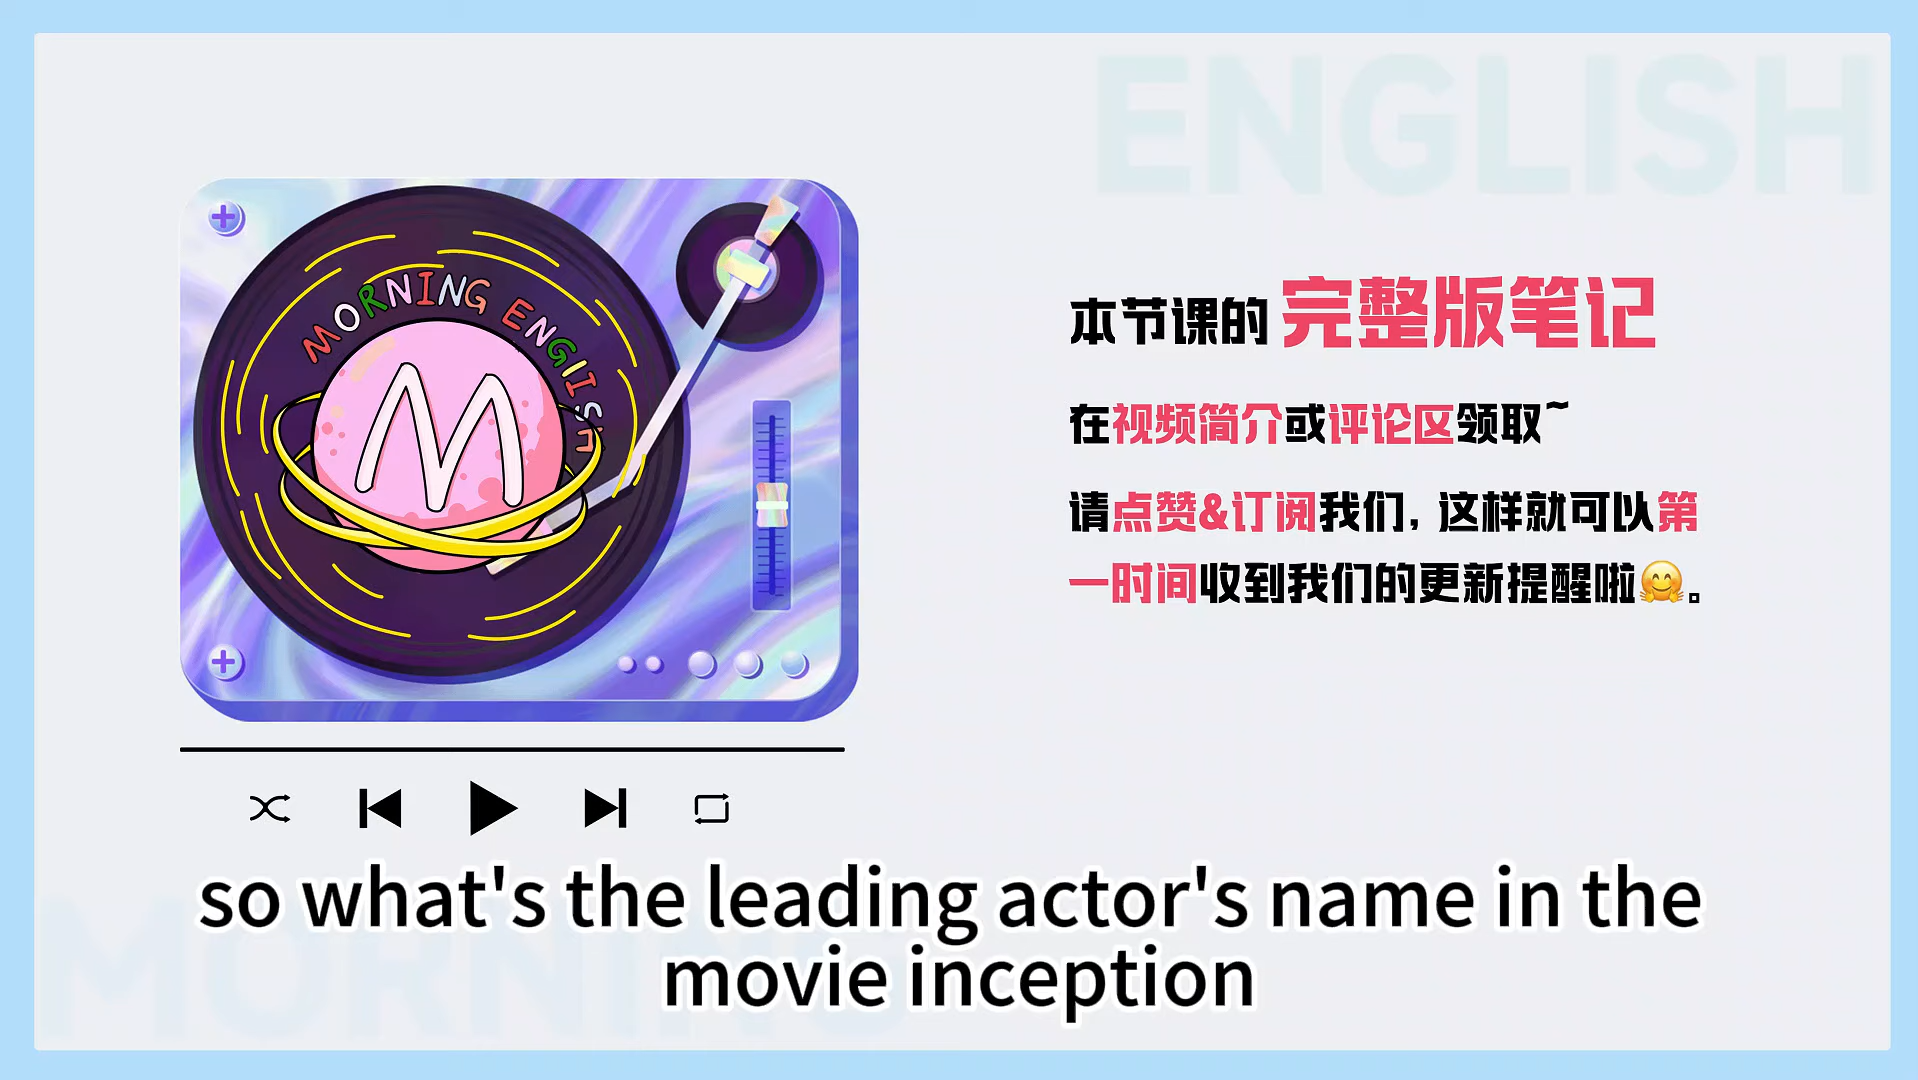 ENGLISH
MORNING ENGLISH
M
本节课的 完整版笔记
在视频简介或评论区领取~
请点赞&订阅我们，这样就可以第
一时间收到我们的更新提醒啦🤗。
MORNING
so what's the leading actor's name in the
movie inception